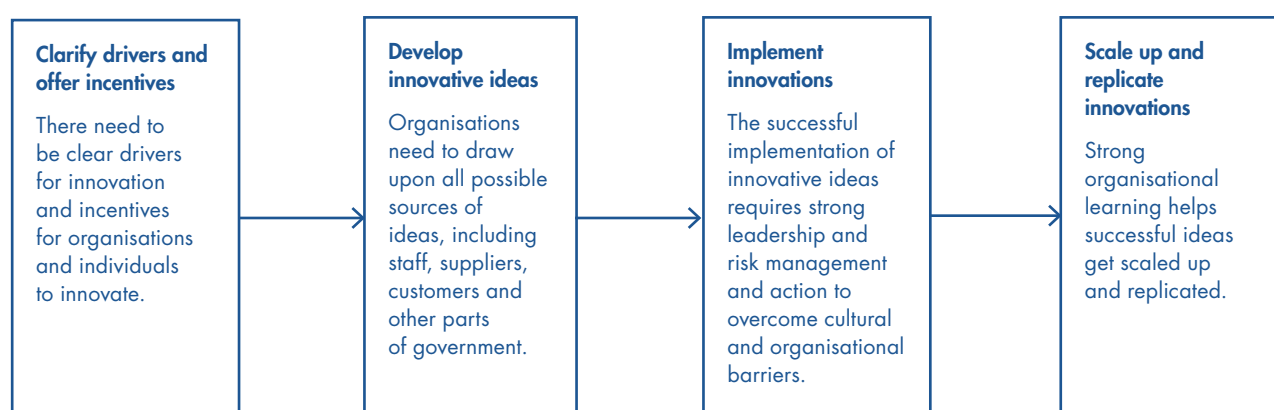 Clarify drivers and
offer incentives
There need to
be clear drivers
for innovation
and incentives
for organisations
and individuals
to innovate.
Develop
innovative ideas
Organisations
need to draw
upon all possible
sources of
ideas, including
staff, suppliers,
customers and
other parts
of government.
Implement
innovations
The successful
implementation of
innovative ideas
requires strong
leadership and
risk management
and action to
overcome cultural
and organisational
barriers.
Scale up and
replicate
innovations
Strong
organisational
learning helps
successful ideas
get scaled up
and replicated.